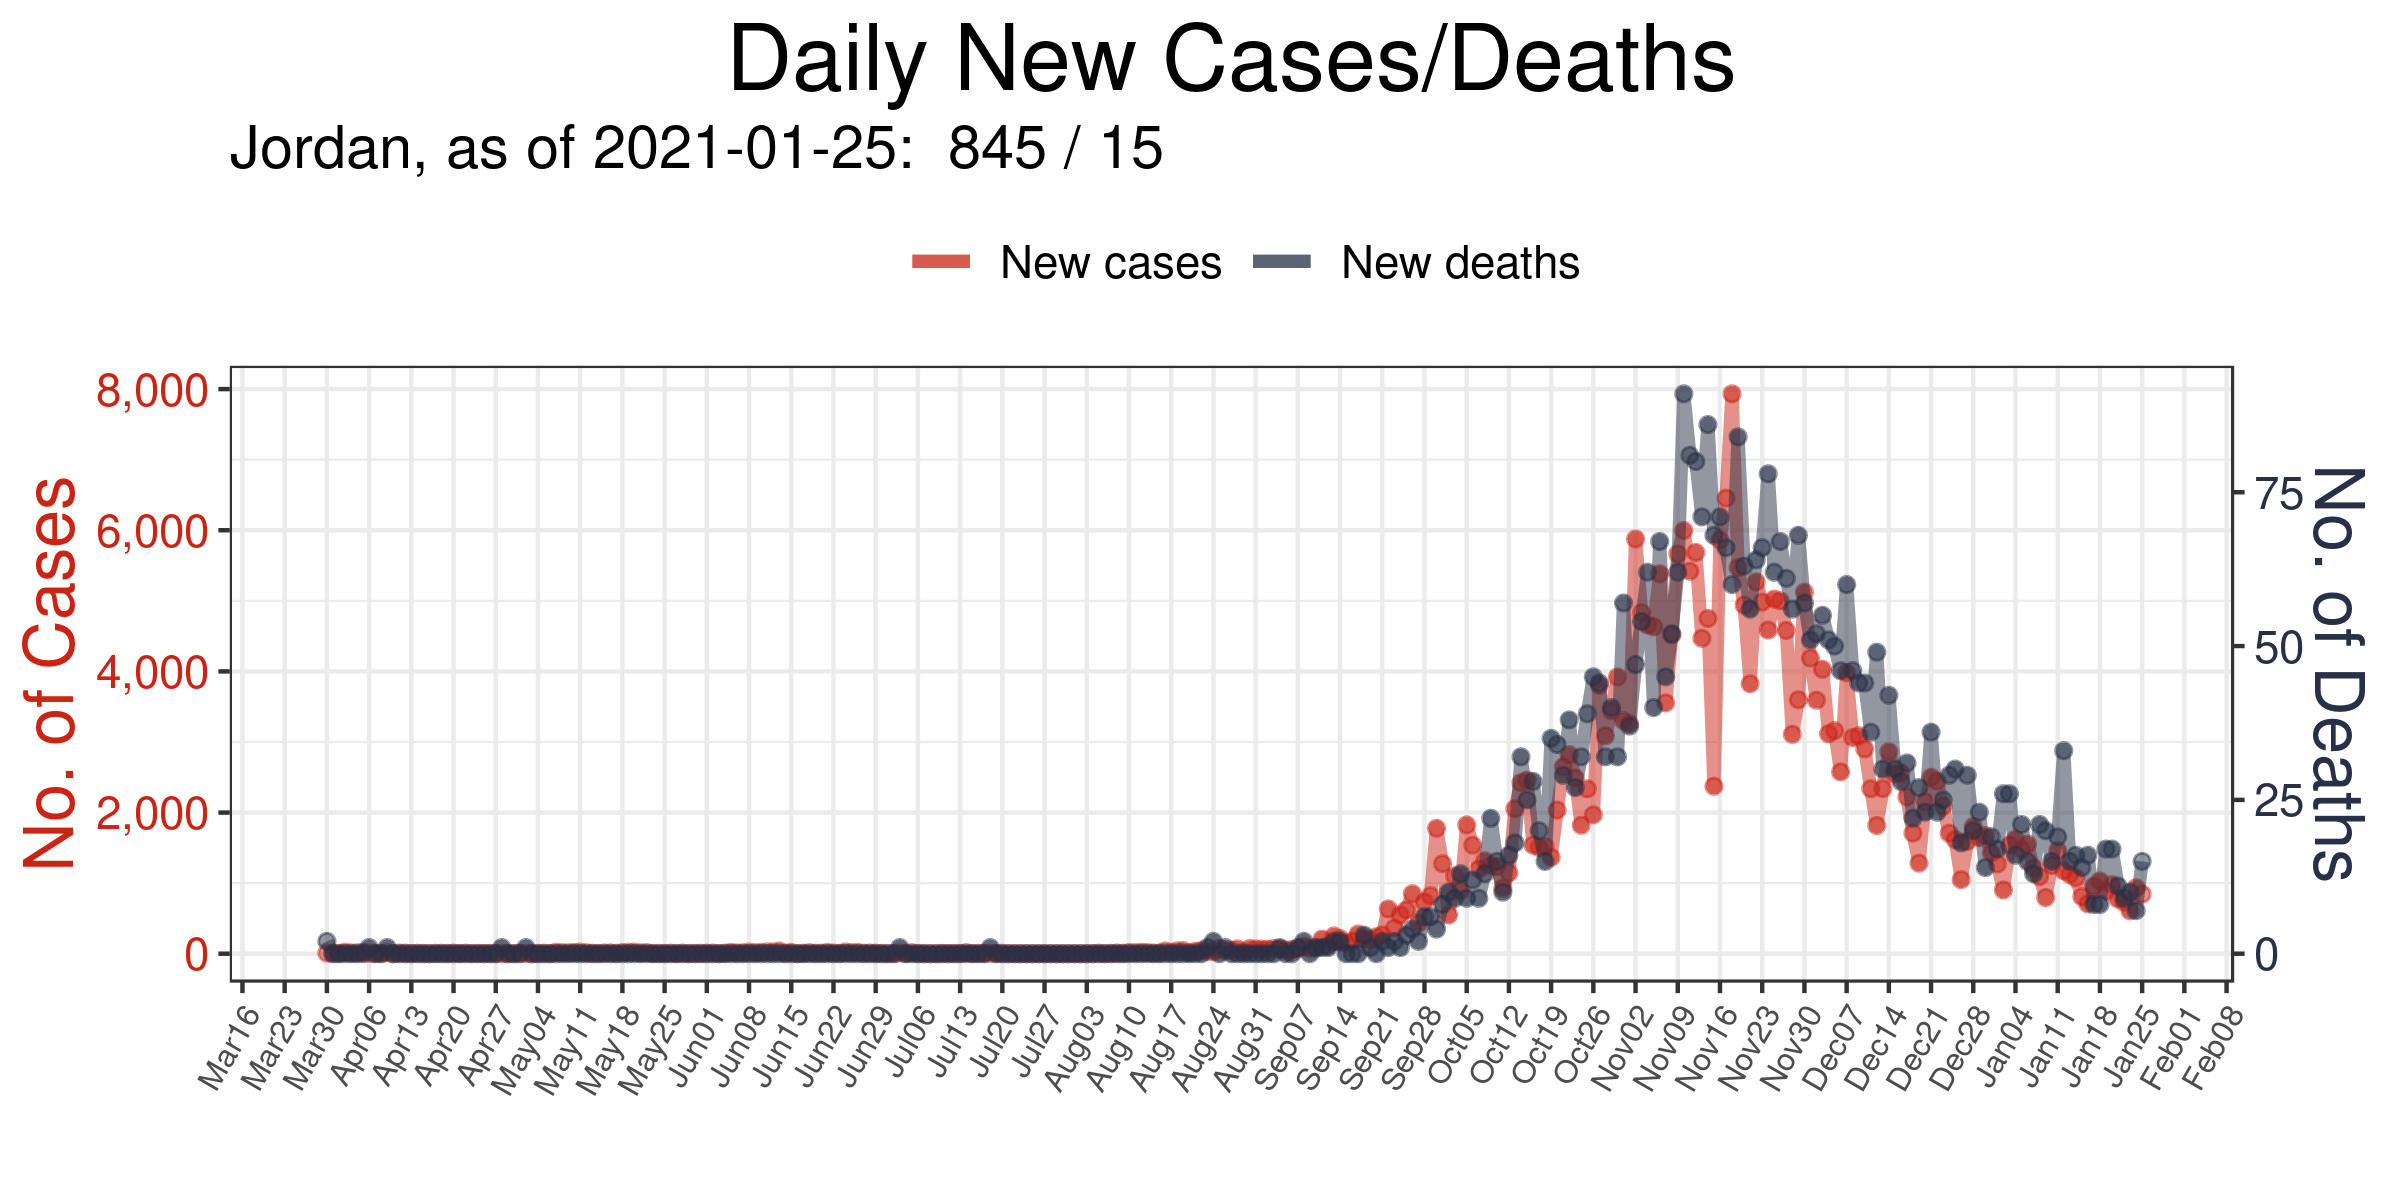 Daily New Cases/Deaths
Jordan, as of 2021-01-25:  845 / 15
New cases New deaths
No. of Cases
8,000
6,000
4,000
2,000
0
75
50
25
0
No. of Deaths
Mar16 Mar23 Mar30 Apr06 Apr13 Apr20 Apr27 May04 May11 May18 May25 Jun01 Jun08 Jun15 Jun22 Jun29 Jul06 Jul13 Jul20 Jul27 Aug03 Aug10 Aug17 Aug24 Aug31 Sep07 Sep14 Sep21 Sep28 Oct05 Oct12 Oct19 Oct26 Nov02 Nov09 Nov16 Nov23 Nov30 Dec07 Dec14 Dec21 Dec28 Jan04 Jan11 Jan18 Jan25 Feb01 Feb08